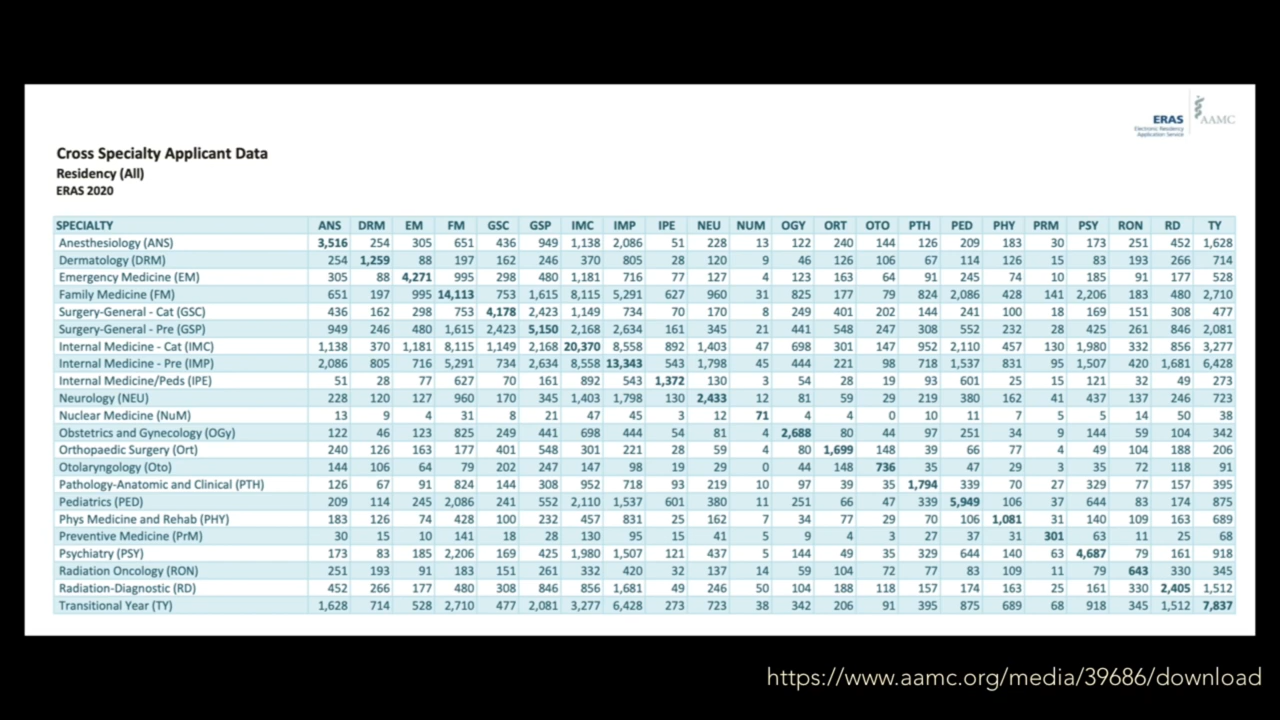 ERAS AAMC
Electronic Residency
Application Service
Cross Specialty Applicant Data
Residency (All)
ERAS 2020
SPECIALTY ANS DRM EM FM GSC GSP IMC IMP IPE NEU NUM OGY ORT OTO PTH PED PHY PRM PSY RON RD TY
Anesthesiology (ANS) 3,516 254 305 651 436 949 1,138 2,086 51 228 13 122 240 144 126 209 183 30 173 251 452 1,628
Dermatology (DRM) 254 1,259 88 197 162 246 370 805 28 120 9 46 126 106 67 114 126 15 83 193 266 714
Emergency Medicine (EM) 305 88 4,271 995 298 480 1,181 716 77 127 4 123 163 64 91 245 74 10 185 91 177 528
Family Medicine (FM) 651 197 995 14,113 753 1,615 8,115 5,291 627 960 31 825 177 79 824 2,086 428 141 2,206 183 480 2,710
Surgery-General - Cat (GSC) 436 162 298 753 4,178 2,423 1,149 734 70 170 8 249 401 202 144 241 100 18 169 151 308 477
Surgery-General - Pre (GSP) 949 246 480 1,615 2,423 5,150 2,168 2,634 161 345 21 441 548 247 308 552 232 28 425 261 846 2,081
Internal Medicine - Cat (IMC) 1,138 370 1,181 8,115 1,149 2,168 20,370 8,558 892 1,403 47 698 301 147 952 2,110 457 130 1,980 332 856 3,277
Internal Medicine - Pre (IMP) 2,086 805 716 5,291 734 2,634 8,558 13,343 543 1,798 45 444 221 98 718 1,537 831 95 1,507 420 1,681 6,428
Internal Medicine/Peds (IPE) 51 28 77 627 70 161 892 543 1,372 130 3 54 28 19 93 601 25 15 121 32 49 273
Neurology (NEU) 228 120 127 960 170 345 1,403 1,798 130 2,433 12 81 59 29 219 380 162 41 437 137 246 723
Nuclear Medicine (NuM) 13 9 4 31 8 21 47 45 3 12 71 4 4 0 10 11 7 5 5 14 50 38
Obstetrics and Gynecology (OGy) 122 46 123 825 249 441 698 444 54 81 4 2,688 80 44 97 251 34 9 144 59 104 342
Orthopaedic Surgery (Ort) 240 126 163 177 401 548 301 221 28 59 4 80 1,699 148 39 66 77 4 49 104 188 206
Otolaryngology (Oto) 144 106 64 79 202 247 147 98 19 29 0 44 148 736 35 47 29 3 35 72 118 91
Pathology-Anatomic and Clinical (PTH) 126 67 91 824 144 308 952 718 93 219 10 97 39 35 1,794 339 70 27 329 77 157 395
Pediatrics (PED) 209 114 245 2,086 241 552 2,110 1,537 601 380 11 251 66 47 339 5,949 106 37 644 83 174 875
Phys Medicine and Rehab (PHY) 183 126 74 428 100 232 457 831 25 162 7 34 77 29 70 106 1,081 31 140 109 163 689
Preventive Medicine (PrM) 30 15 10 141 18 28 130 95 15 41 5 9 4 3 27 37 31 301 63 11 25 68
Psychiatry (PSY) 173 83 185 2,206 169 425 1,980 1,507 121 437 5 144 49 35 329 644 140 63 4,687 79 161 918
Radiation Oncology (RON) 251 193 91 183 151 261 332 420 32 137 14 59 104 72 77 83 109 11 79 643 330 345
Radiation-Diagnostic (RD) 452 266 177 480 308 846 856 1,681 49 246 50 104 188 118 157 174 163 25 161 330 2,405 1,512
Transitional Year (TY) 1,628 714 528 2,710 477 2,081 3,277 6,428 273 723 38 342 206 91 395 875 689 68 918 345 1,512 7,837
https://www.aamc.org/media/39686/download